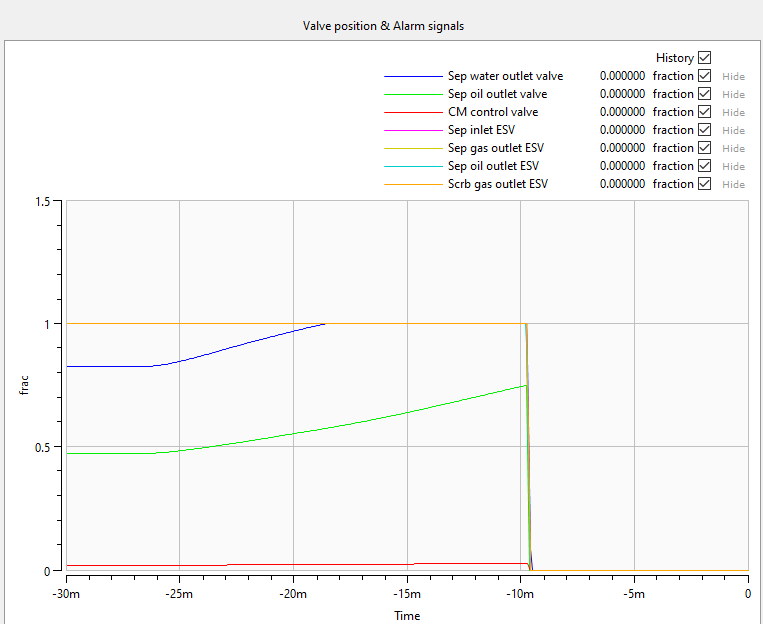 Valve position & Alarm signals
History
Sep water outlet valve 0.000000 fraction Hide
Sep oil outlet valve 0.000000 fraction Hide
CM control valve 0.000000 fraction Hide
Sep inlet ESV 0.000000 fraction Hide
Sep gas outlet ESV 0.000000 fraction Hide
Sep oil outlet ESV 0.000000 fraction Hide
Scrb gas outlet ESV 0.000000 fraction Hide
1.5
1
frac
0.5
0
-30m -25m -20m -15m -10m -5m 0
Time